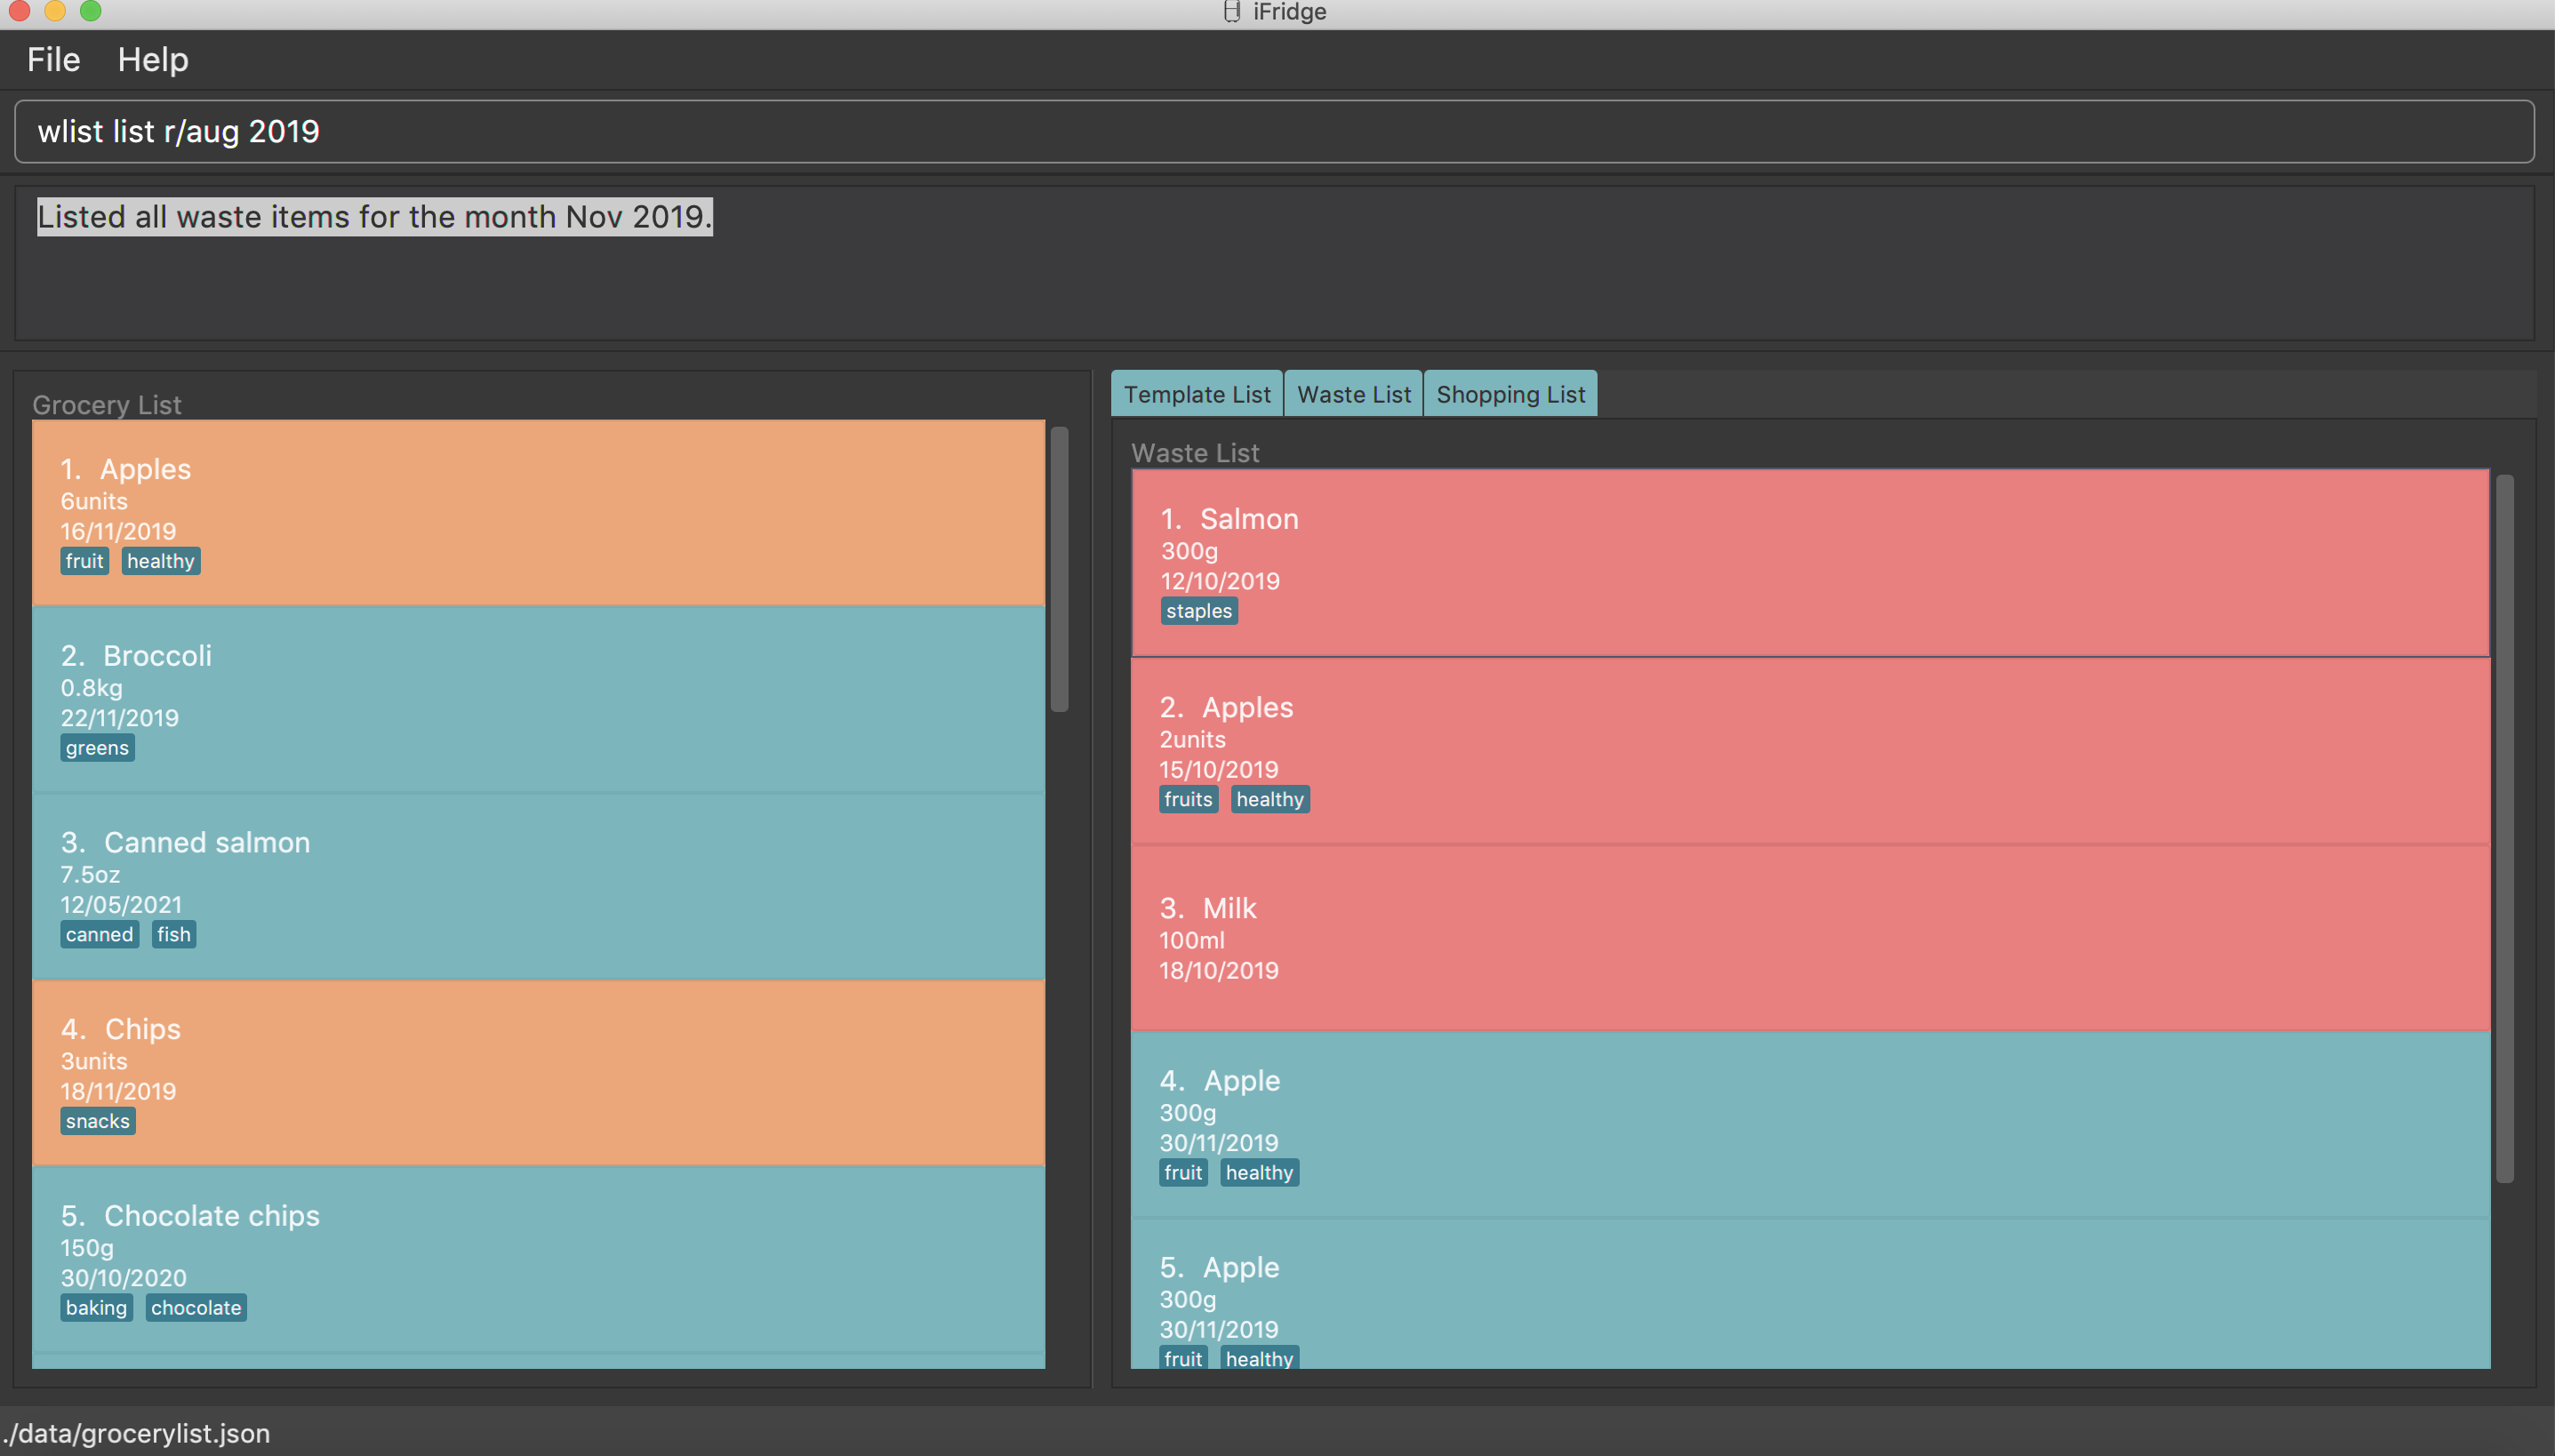 iFridge
File Help
wlist list r/aug 2019
Listed all waste items for the month Nov 2019.
Grocery List
1. Apples
6units
16/11/2019
fruit healthy
2. Broccoli
0.8kg
22/11/2019
greens
3. Canned salmon
7.5oz
12/05/2021
canned fish
4. Chips
3units
18/11/2019
snacks
5. Chocolate chips
150g
30/10/2020
baking chocolate
Template List Waste List Shopping List
Waste List
1. Salmon
300g
12/10/2019
staples
2. Apples
2units
15/10/2019
fruits healthy
3. Milk
100ml
18/10/2019
4. Apple
300g
30/11/2019
fruit healthy
5. Apple
300g
30/11/2019
fruit healthy
./data/grocerylist.json